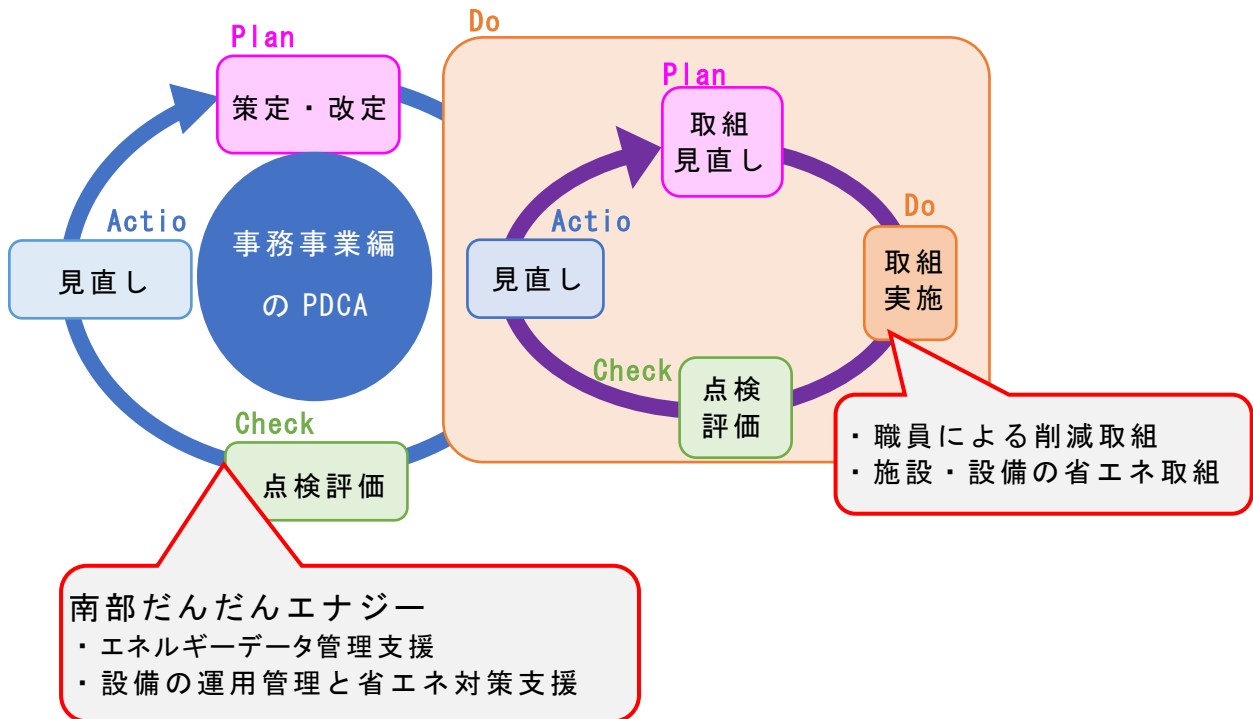 Plan
策定・改定
Actio
見直し
事務事業編
の PDCA
Check
点検評価
Do
Plan
取組
見直し
Actio
見直し
Do
取組
実施
Check
点検
評価
・職員による削減取組
・施設・設備の省エネ取組
南部だんだんエナジー
・エネルギーデータ管理支援
・設備の運用管理と省エネ対策支援